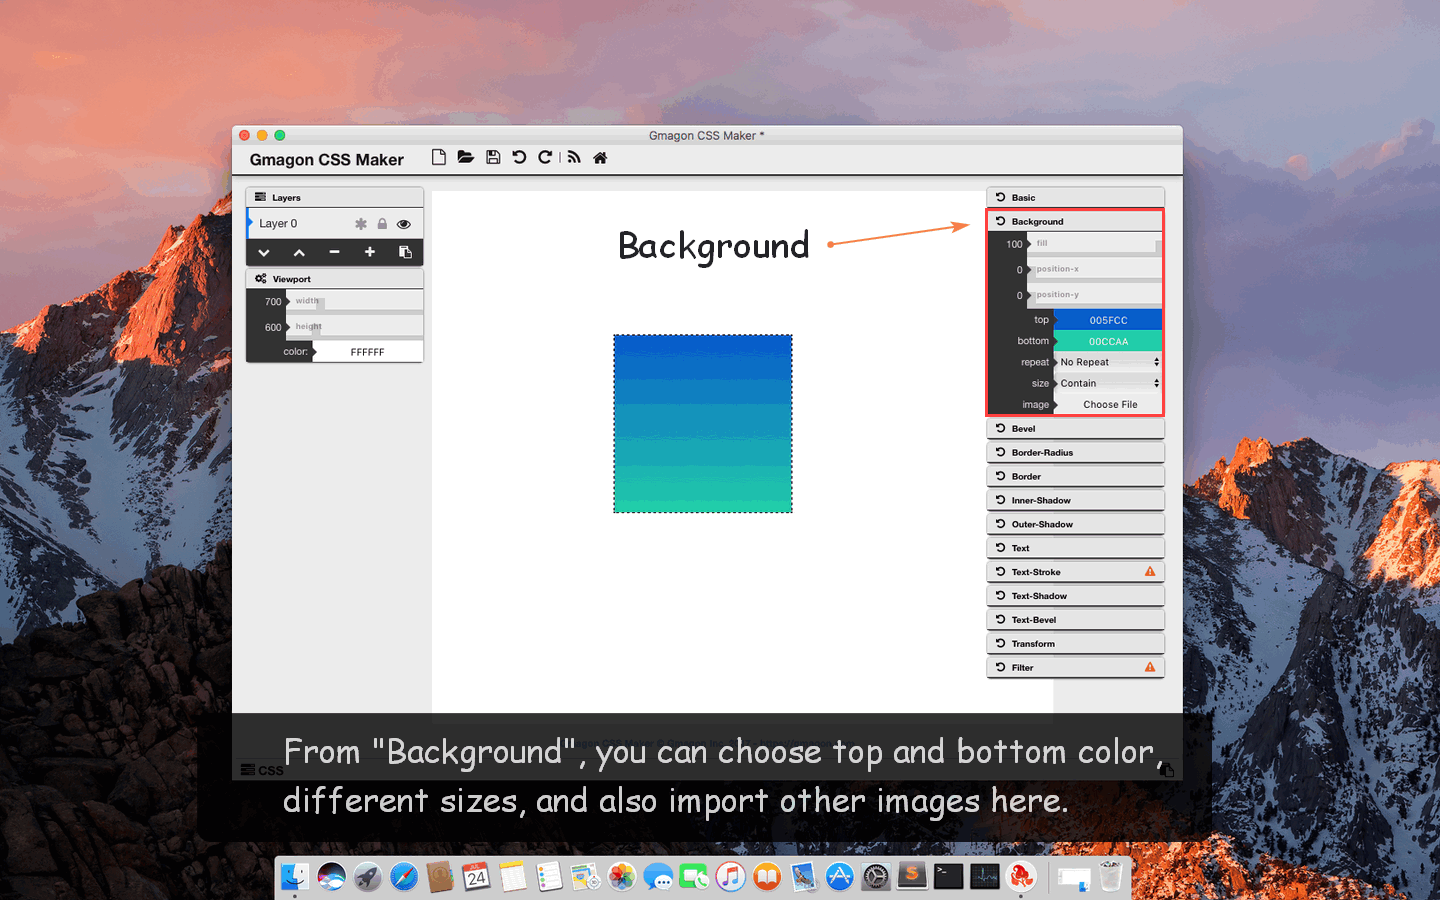 Gmagon CSS Maker *
Gmagon CSS Maker
Layers
Layer 0
Viewport
700 width
600 height
color: FFFFFF
Background
Basic
Background
100 fill
0 position-x
0 position-y
top 005FCC
bottom 00CCAA
repeat No Repeat
size Contain
image Choose File
Bevel
Border-Radius
Border
Inner-Shadow
Outer-Shadow
Text
Text-Stroke
Text-Shadow
Text-Bevel
Transform
Filter
CSS
From "Background", you can choose top and bottom color,
different sizes, and also import other images here.
24